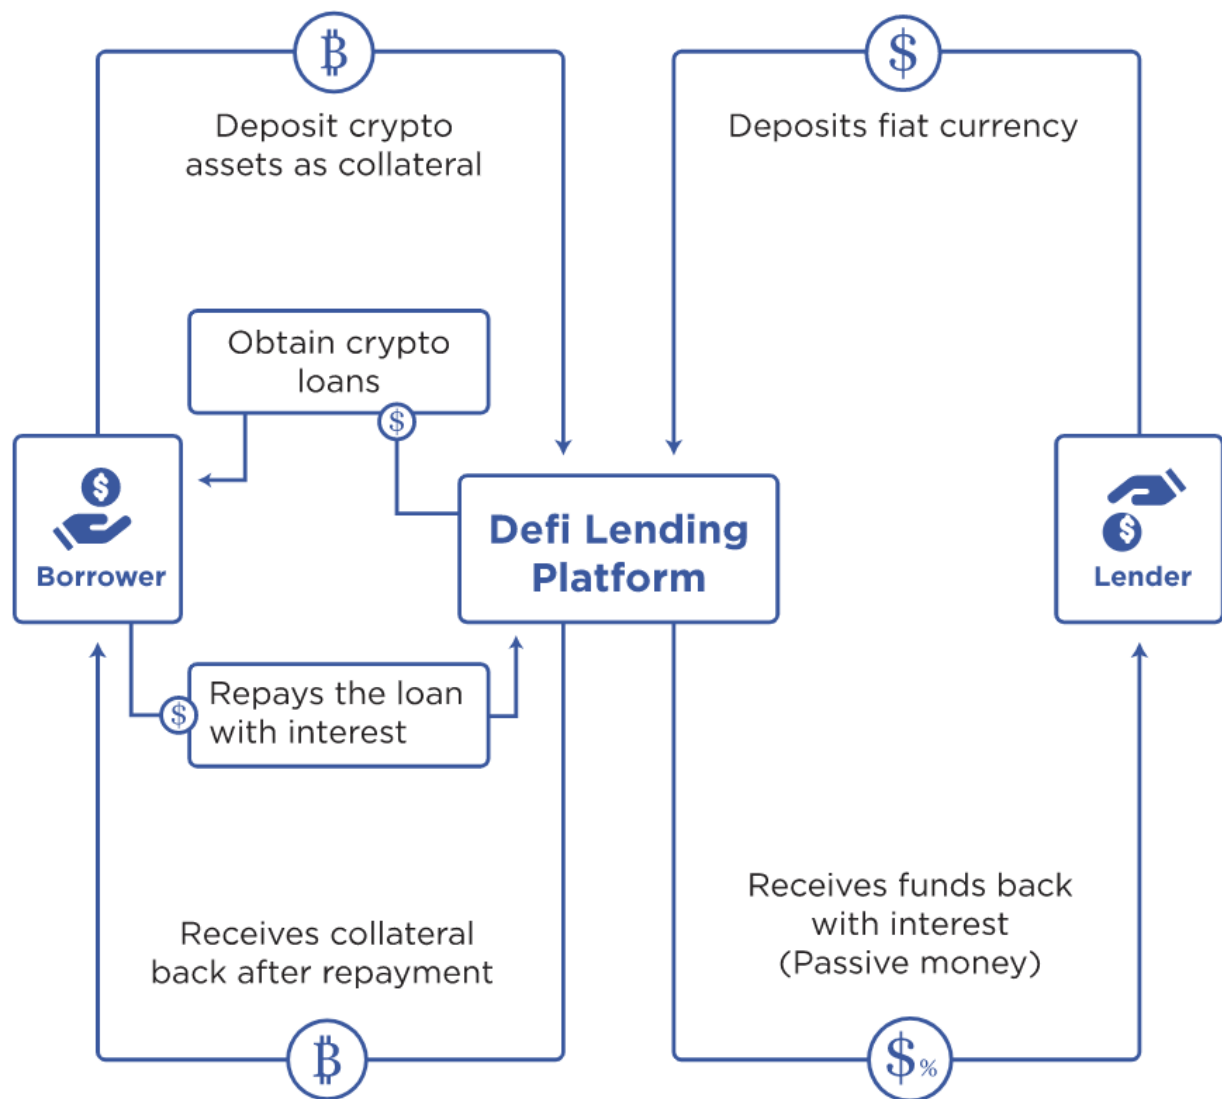 ₿
$
Deposit crypto
assets as collateral
Deposits fiat currency
Obtain crypto
loans
$
$
Borrower
Defi Lending
Platform
$
Lender
$
Repays the loan
with interest
Receives collateral
back after repayment
Receives funds back
with interest
(Passive money)
₿
$%